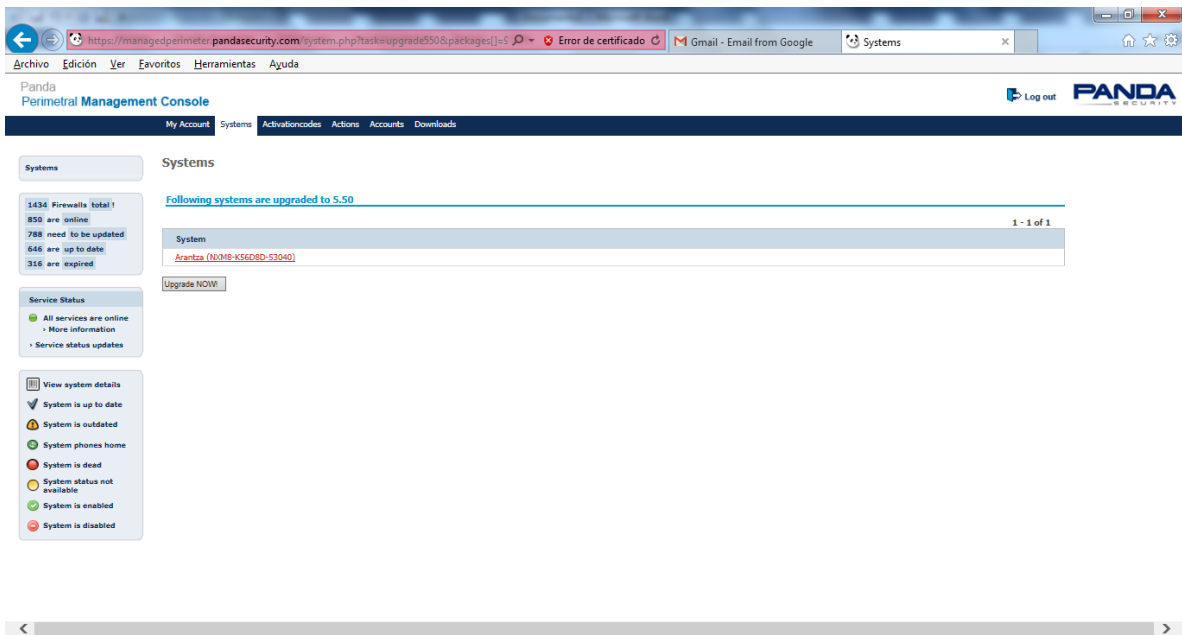 https://managedperimeter.pandasecurity.com/system.php?task=upgrade550&packages[]=S
Error de certificado
Gmail - Email from Google
Systems
Archivo Edición Ver Favoritos Herramientas Ayuda
Panda
Perimetral Management Console
Log out
PANDA
SECURITY
My Account Systems Activationcodes Actions Accounts Downloads
Systems
1434 Firewalls total !
850 are online
788 need to be updated
646 are up to date
316 are expired
Service Status
All services are online
› More information
› Service status updates
View system details
System is up to date
System is outdated
System phones home
System is dead
System status not
available
System is enabled
System is disabled
Systems
Following systems are upgraded to 5.50
1 - 1 of 1
System
Arantza (NXM8-K56D8D-53040)
Upgrade NOW!